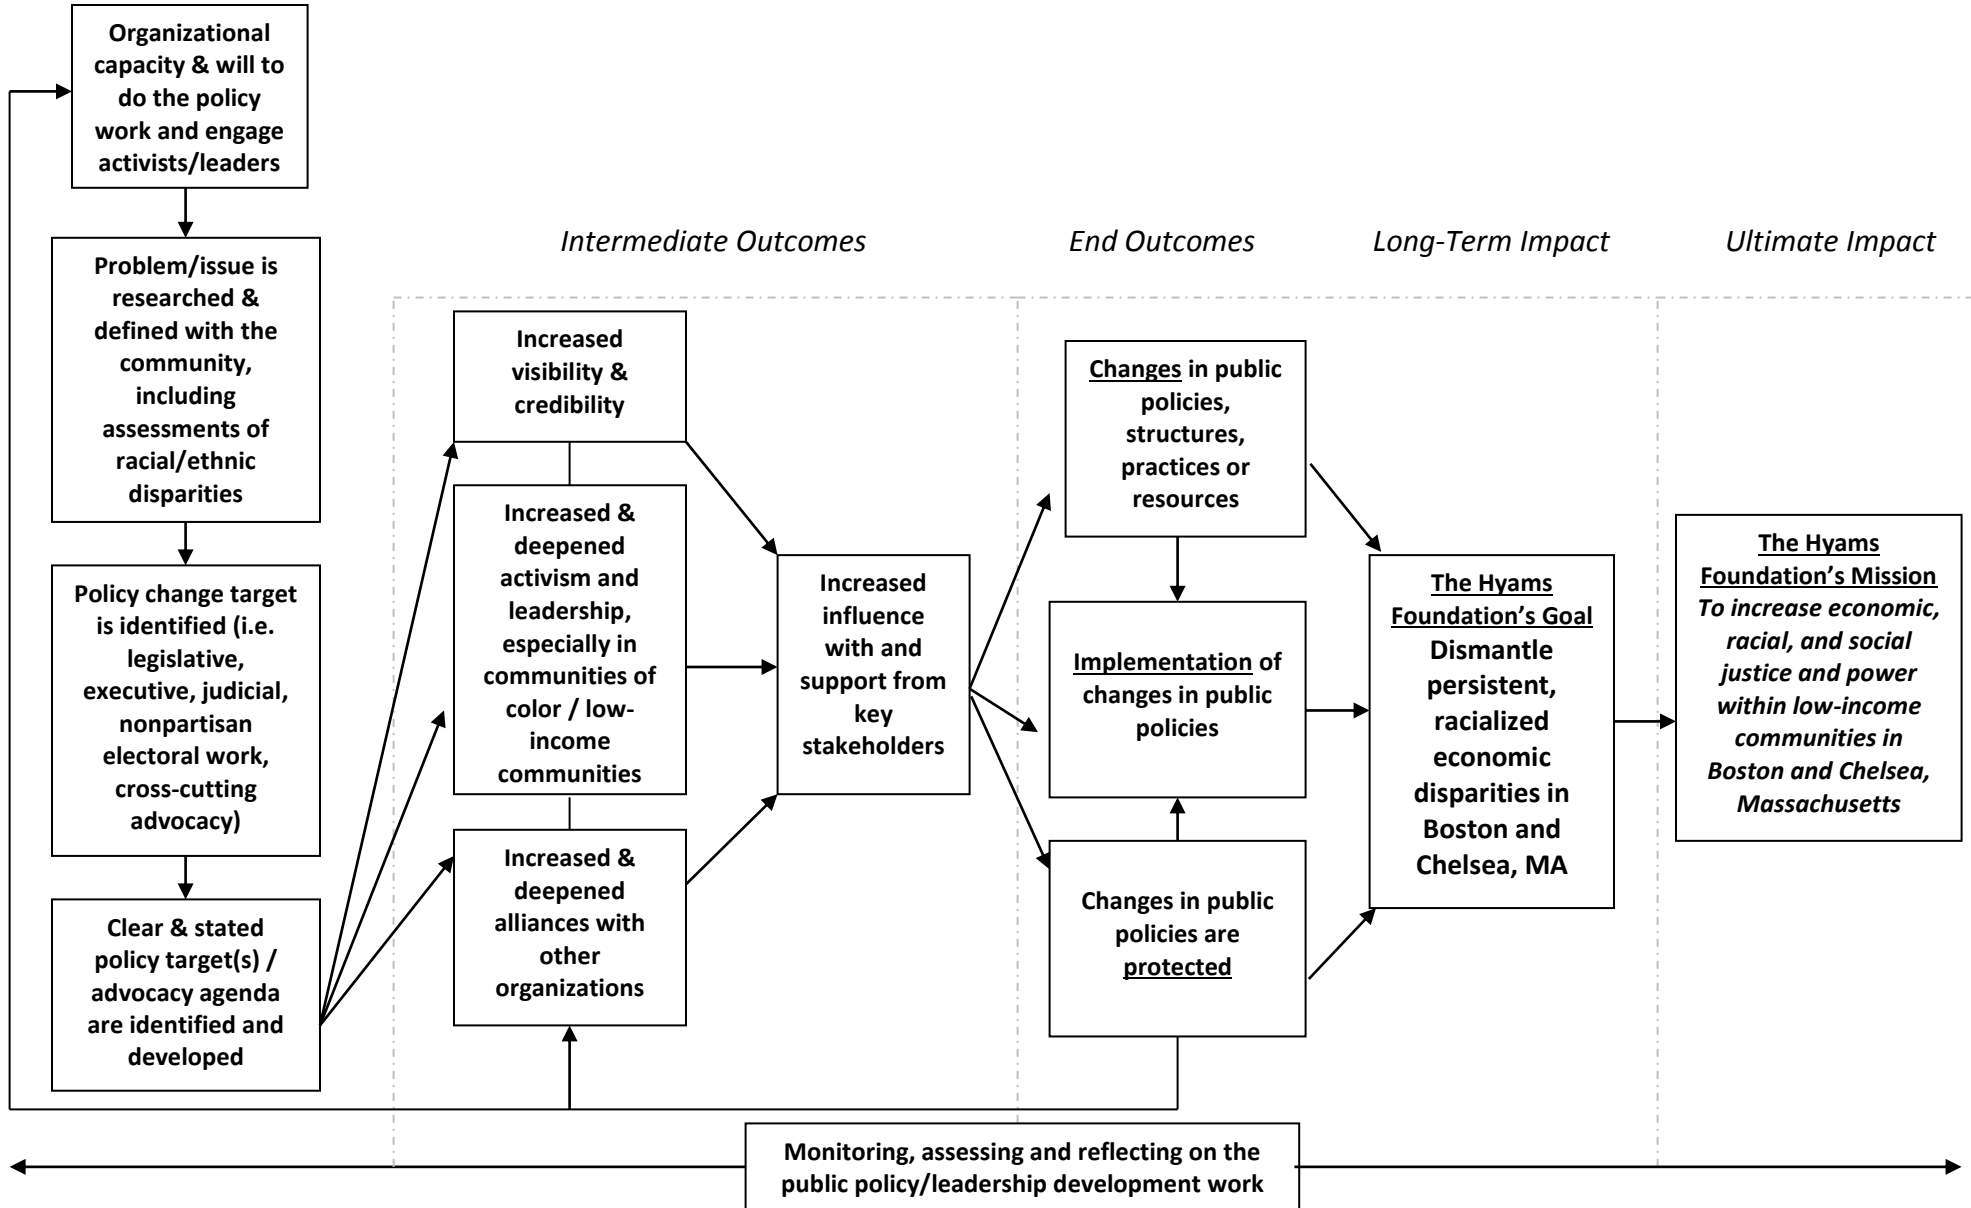 Organizational
capacity & will to
do the policy
work and engage
activists/leaders
Problem/issue is
researched &
defined with the
community,
including
assessments of
racial/ethnic
disparities
Policy change target
is identified (i.e.
legislative,
executive, judicial,
nonpartisan
electoral work,
cross-cutting
advocacy)
Clear & stated
policy target(s) /
advocacy agenda
are identified and
developed
Intermediate Outcomes
Increased
visibility &
credibility
Increased &
deepened
activism and
leadership,
especially in
communities of
color / low-
income
communities
Increased &
deepened
alliances with
other
organizations
Increased
influence
with and
support from
key
stakeholders
End Outcomes
Changes in public
policies,
structures,
practices or
resources
Implementation of
changes in public
policies
Changes in public
policies are
protected
Long-Term Impact
The Hyams
Foundation’s Goal
Dismantle
persistent,
racialized
economic
disparities in
Boston and
Chelsea, MA
Ultimate Impact
The Hyams
Foundation’s Mission
To increase economic,
racial, and social
justice and power
within low-income
communities in
Boston and Chelsea,
Massachusetts
Monitoring, assessing and reflecting on the
public policy/leadership development work